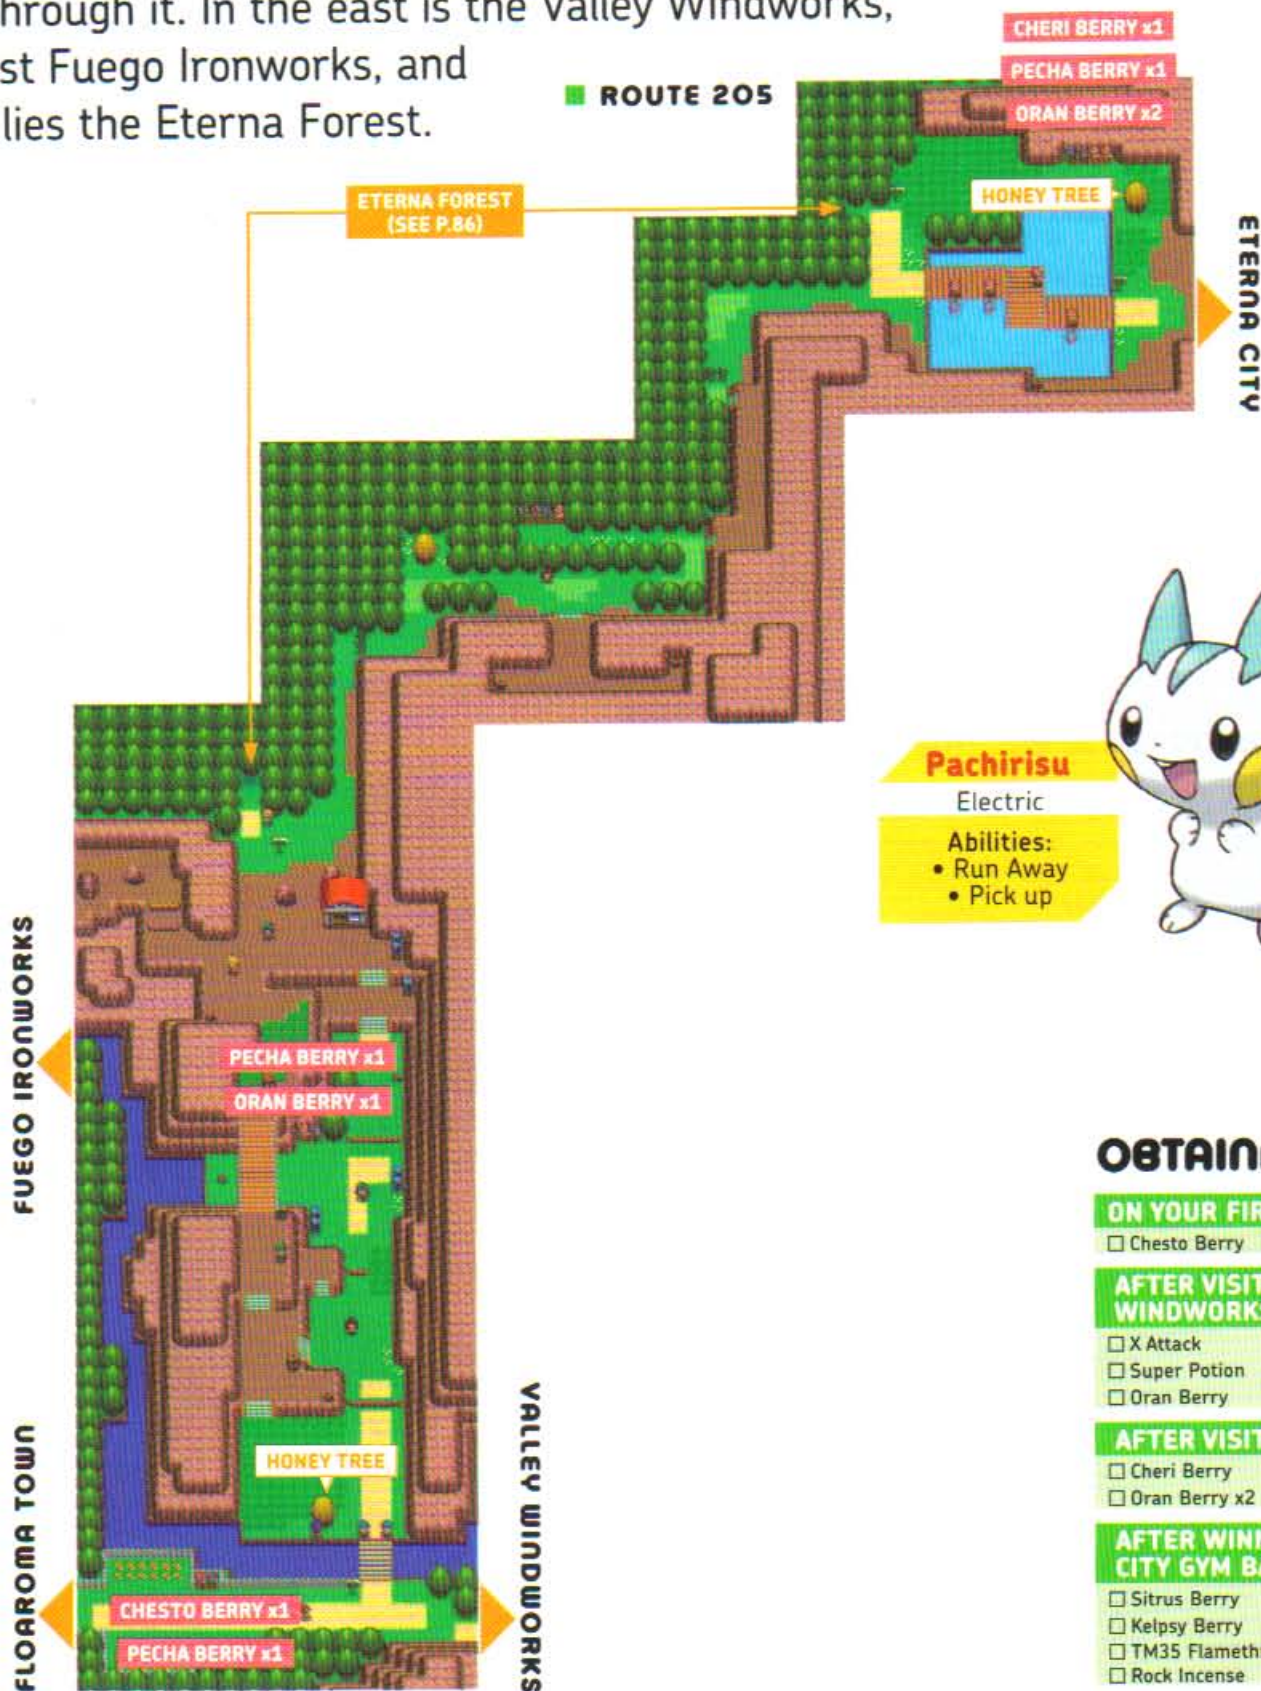 through it. In the east is the Valley Windworks,
st Fuego Ironworks, and
lies the Eterna Forest.
ROUTE 205
CHERI BERRY x1
PECHA BERRY x1
ORAN BERRY x2
ETERNA FOREST
(SEE P.86)
HONEY TREE
ETERNA CITY
Pachirisu
Electric
Abilities:
• Run Away
• Pick up
FUEGO IRONWORKS
PECHA BERRY x1
ORAN BERRY x1
HONEY TREE
FLOAROMA TOWN
VALLEY WINDWORKS
CHESTO BERRY x1
PECHA BERRY x1
OBTAIN
ON YOUR FIR
☐ Chesto Berry
AFTER VISIT
WINDWORK
☐ X Attack
☐ Super Potion
☐ Oran Berry
AFTER VISIT
☐ Cheri Berry
☐ Oran Berry x2
AFTER WIN
CITY GYM B
☐ Sitrus Berry
☐ Kelpsy Berry
☐ TM35 Flameth
☐ Rock Incense